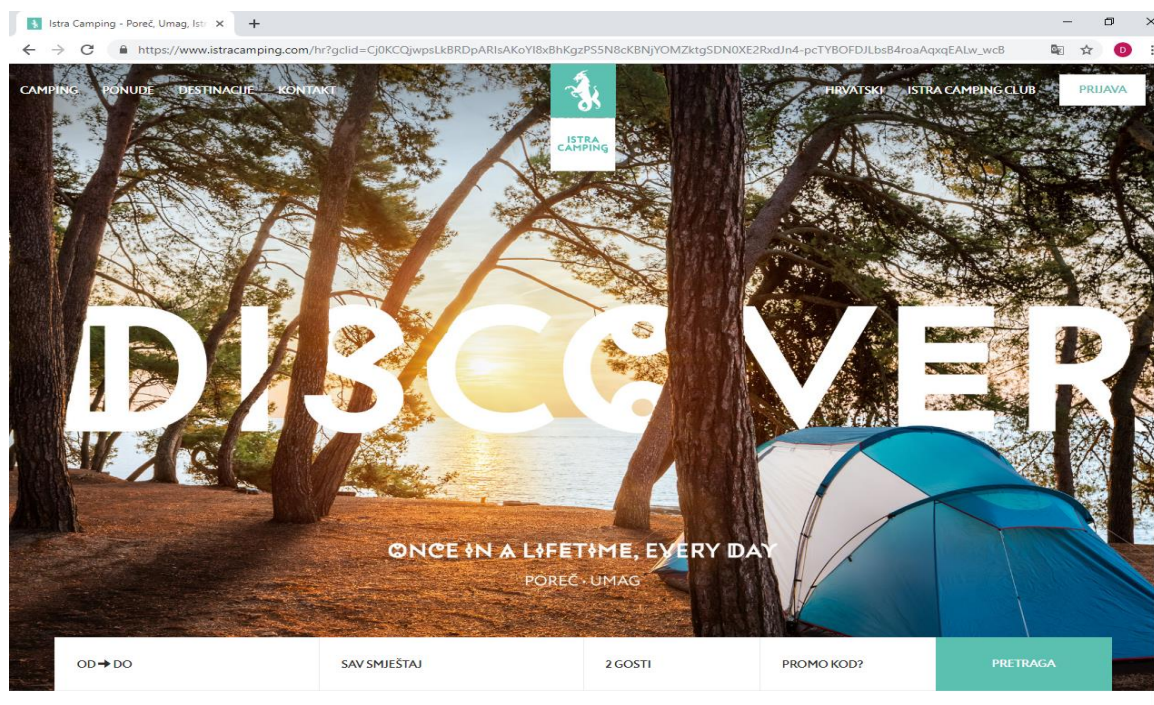 Istra Camping - Poreč, Umag, Istr
https://www.istracamping.com/hr?gclid=Cj0KCQjwpsLkBRDpARIsAKoYI8xBhKgzPS5N8cKBNjYOMZktgSDN0XE2RxdJn4-pcTYBOFDJLbsB4roaAqxqEALw_wcB
D
CAMPING PONUDE DESTINACIJE KONTAKT
HRVATSKI ISTRA CAMPING CLUB PRIJAVA
ISTRA
CAMPING
DISCOVER
ONCE IN A LIFETIME, EVERY DAY
POREČ · UMAG
OD → DO SAV SMJEŠTAJ 2 GOSTI PROMO KOD? PRETRAGA